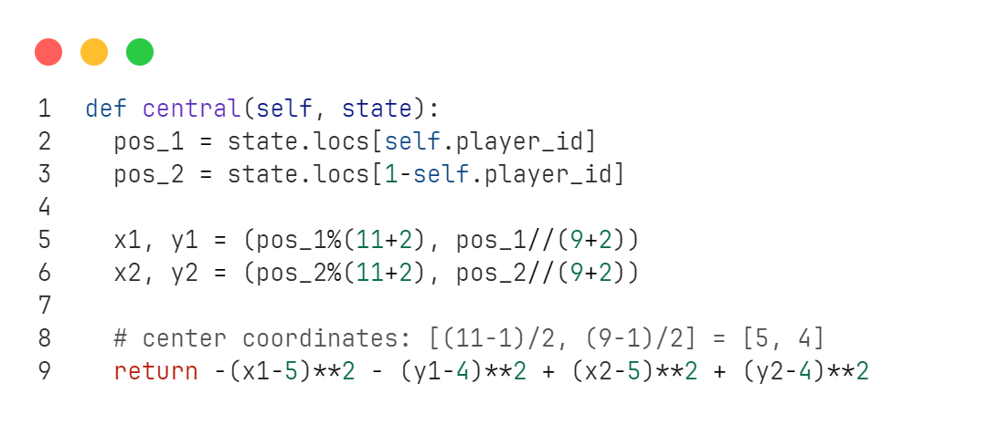 1 def central(self, state):
2 pos_1 = state.locs[self.player_id]
3 pos_2 = state.locs[1-self.player_id]
4
5 x1, y1 = (pos_1%(11+2), pos_1//(9+2))
6 x2, y2 = (pos_2%(11+2), pos_2//(9+2))
7
8 # center coordinates: [(11-1)/2, (9-1)/2] = [5, 4]
9 return -(x1-5)**2 - (y1-4)**2 + (x2-5)**2 + (y2-4)**2